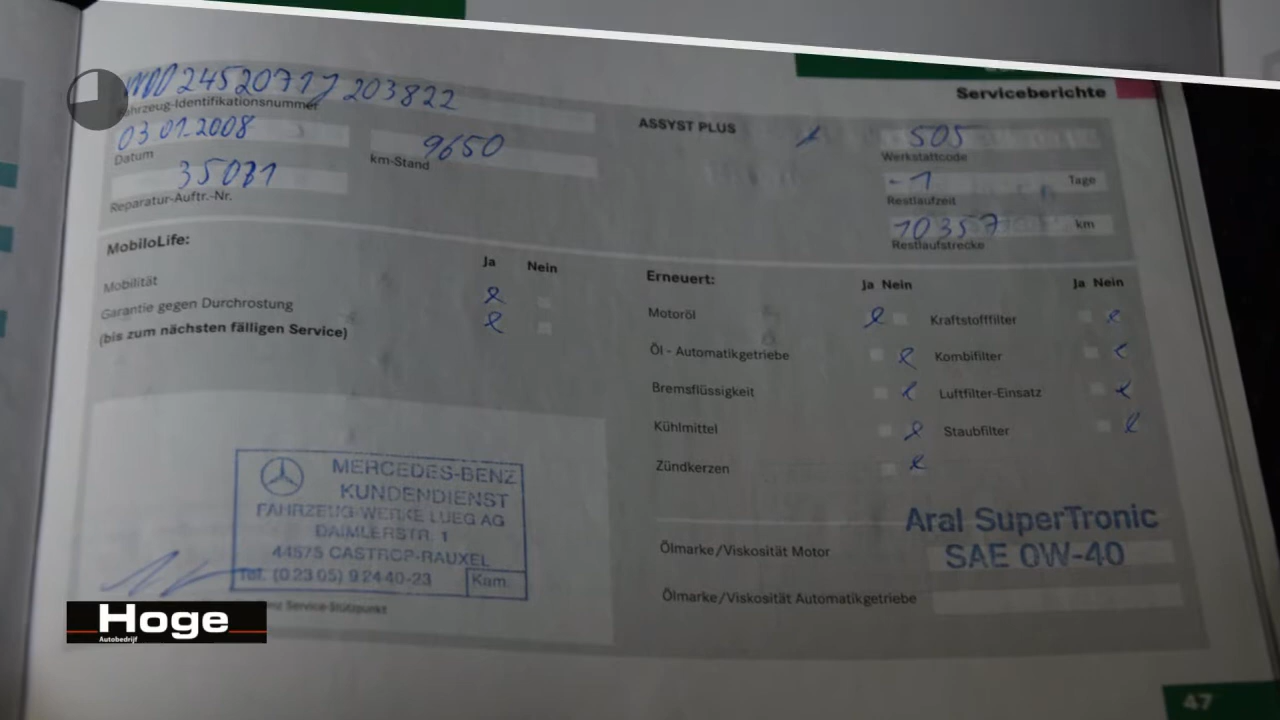 WDD2452071J203822
Fahrzeug-Identifikationsnummer
03.01.2008
Datum
9650
km-Stand
35071
Reparatur-Auftr.-Nr.
Serviceberichte
ASSYST PLUS
505
Werkstattcode
-1 Tage
Restlaufzeit
10357 km
Restlaufstrecke
MobiloLife:
Ja Nein
Mobilität
Garantie gegen Durchrostung
(bis zum nächsten fälligen Service)
Erneuert:
Ja Nein
Ja Nein
Motoröl
Kraftstofffilter
Öl - Automatikgetriebe
Kombifilter
Bremsflüssigkeit
Luftfilter-Einsatz
Kühlmittel
Staubfilter
Zündkerzen
MERCEDES-BENZ
KUNDENDIENST
FAHRZEUG-WERKE LUEG AG
DAIMLERSTR. 1
44575 CASTROP-RAUXEL
Tel. (0 23 05) 9 24 40-23 Kam.
Service-Stützpunkt
Aral SuperTronic
SAE 0W-40
Ölmarke/Viskosität Motor
Ölmarke/Viskosität Automatikgetriebe
Hoge
Autobedrijf
47